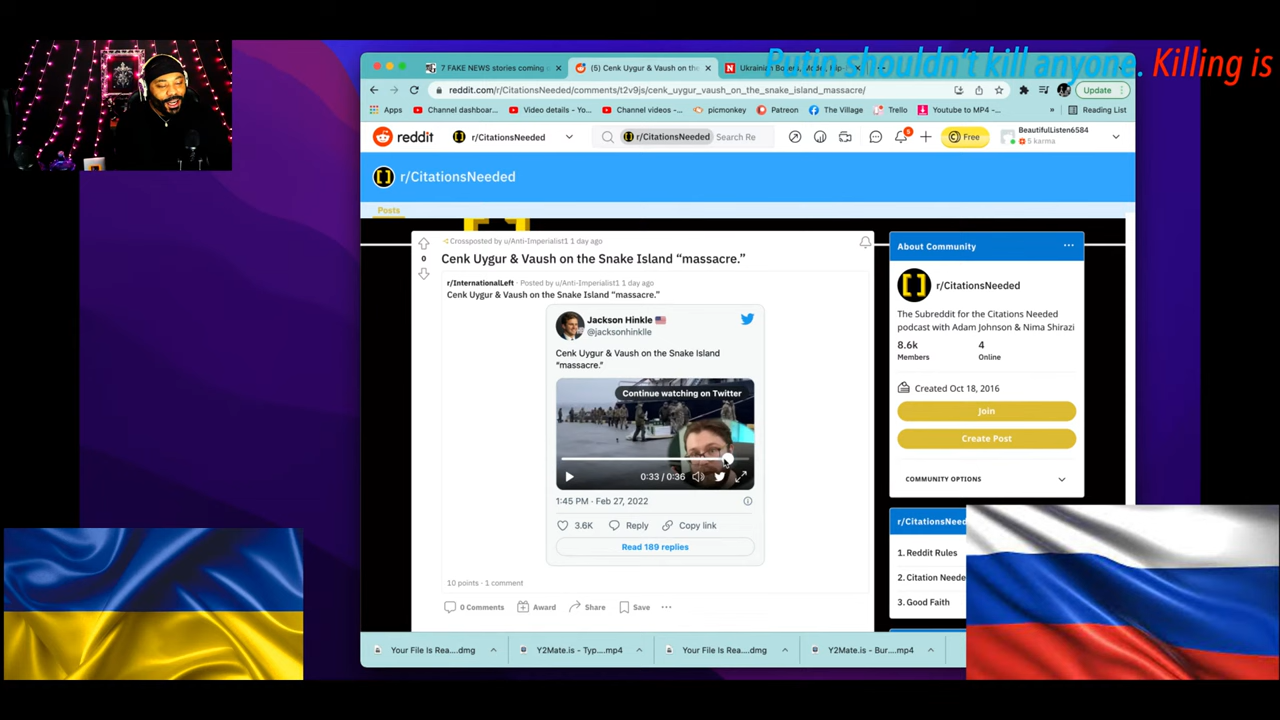 Putin shouldn't kill anyone. Killing is
7 FAKE NEWS stories coming
(5) Cenk Uygur & Vaush on the
reddit.com/r/CitationsNeeded/comments/t2v9js/cenk_uygur_vaush_on_the_snake_island_massacre/
Update
Apps
Channel dashboar...
Video details - Yo...
Channel videos -...
picmonkey
Patreon
The Village
Trello
Youtube to MP4 -...
»
Reading List
reddit
r/CitationsNeeded
r/CitationsNeeded
Search Re
Free
BeautifulListen6584
5 karma
r/CitationsNeeded
Posts
Crossposted by u/Anti-Imperialist1 1 day ago
0
Cenk Uygur & Vaush on the Snake Island “massacre.”
r/InternationalLeft · Posted by u/Anti-Imperialist1 1 day ago
Cenk Uygur & Vaush on the Snake Island “massacre.”
Jackson Hinkle
@jacksonhinklle
Cenk Uygur & Vaush on the Snake Island
“massacre.”
Continue watching on Twitter
0:33 / 0:36
1:45 PM · Feb 27, 2022
3.6K
Reply
Copy link
Read 189 replies
10 points · 1 comment
0 Comments
Award
Share
Save
About Community
r/CitationsNeeded
The Subreddit for the Citations Needed
podcast with Adam Johnson & Nima Shirazi
8.6k
4
Members
Online
Created Oct 18, 2016
Join
Create Post
COMMUNITY OPTIONS
r/CitationsNeed
1. Reddit Rules
2. Citation Neede
3. Good Faith
Your File Is Rea....dmg
Y2Mate.is - Typ....mp4
Your File Is Rea....dmg
Y2Mate.is - Bur....mp4